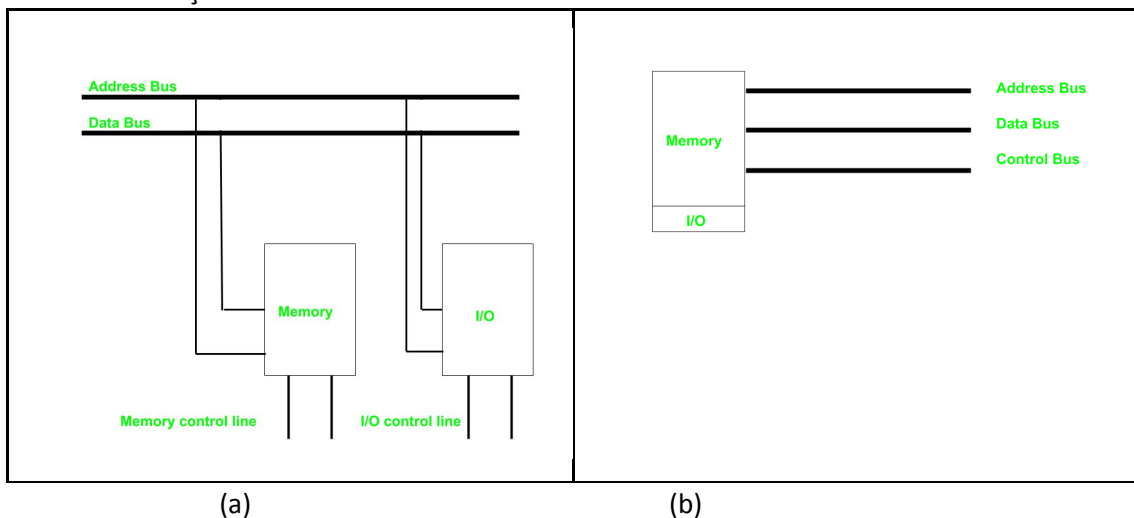 Address Bus
Data Bus
Memory
I/O
Memory control line
I/O control line
Memory
I/O
Address Bus
Data Bus
Control Bus
(a)
(b)